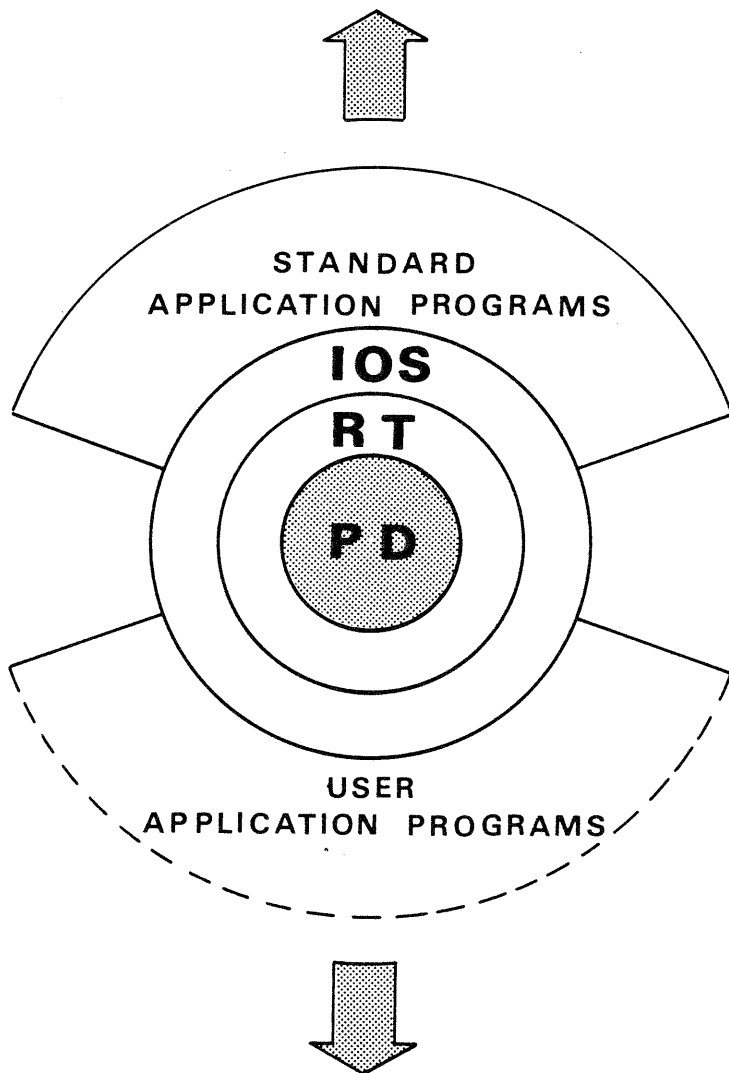 STANDARD
APPLICATION PROGRAMS
IOS
RT
PD
USER
APPLICATION PROGRAMS